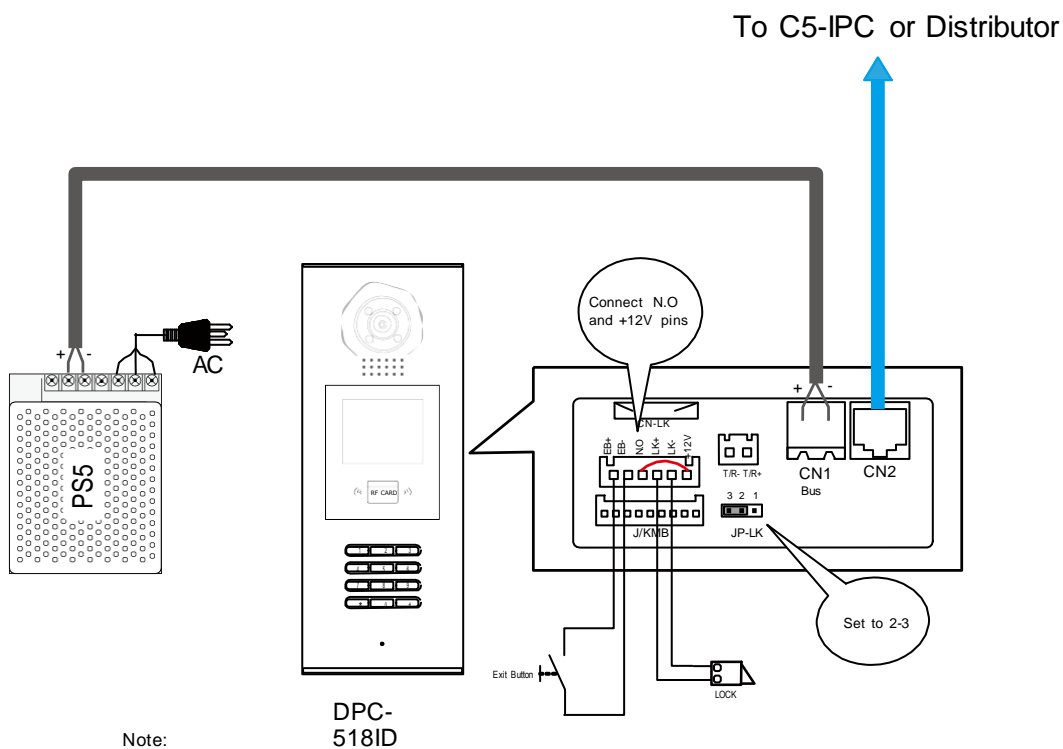 To C5-IPC or Distributor
Connect N.O
and +12V pins
+ -
AC
+ -
CN-LK
EB+
EB-
N.O
LK+
LK-
+12V
T/R- T/R+
CN1
CN2
Bus
PS5
RF CARD
3 2 1
J/KMB
JP-LK
Set to 2-3
Exit Button
LOCK
DPC-
518ID
Note: